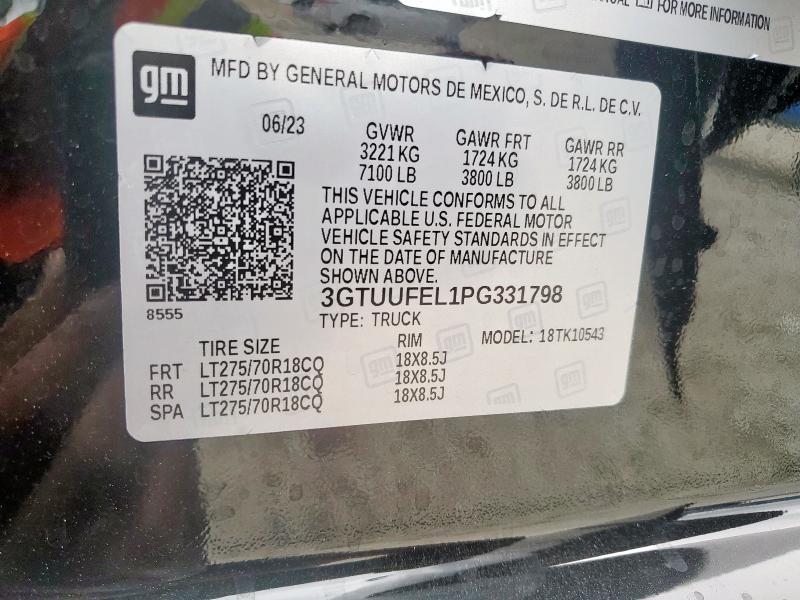 FOR MORE INFORMATION
gm
MFD BY GENERAL MOTORS DE MEXICO, S. DE R.L. DE C.V.
06/23
GVWR GAWR FRT GAWR RR
3221 KG 1724 KG 1724 KG
7100 LB 3800 LB 3800 LB
THIS VEHICLE CONFORMS TO ALL
APPLICABLE U.S. FEDERAL MOTOR
VEHICLE SAFETY STANDARDS IN EFFECT
ON THE DATE OF MANUFACTURE
SHOWN ABOVE.
3GTUUFEL1PG331798
8555
TYPE: TRUCK MODEL: 18TK10543
TIRE SIZE RIM
FRT LT275/70R18CQ 18X8.5J
RR LT275/70R18CQ 18X8.5J
SPA LT275/70R18CQ 18X8.5J